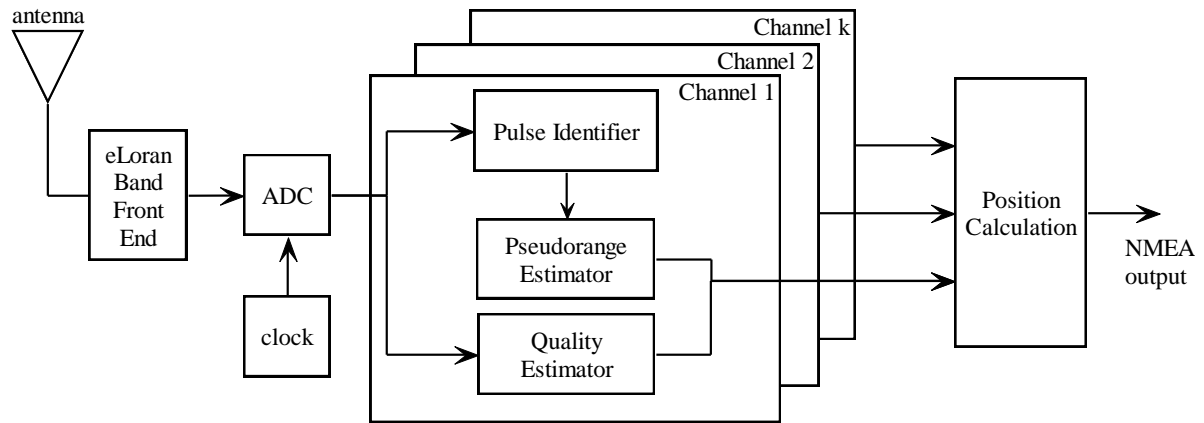 antenna
eLoran
Band
Front
End
ADC
clock
Channel k
Channel 2
Channel 1
Pulse Identifier
Pseudorange
Estimator
Quality
Estimator
Position
Calculation
NMEA
output